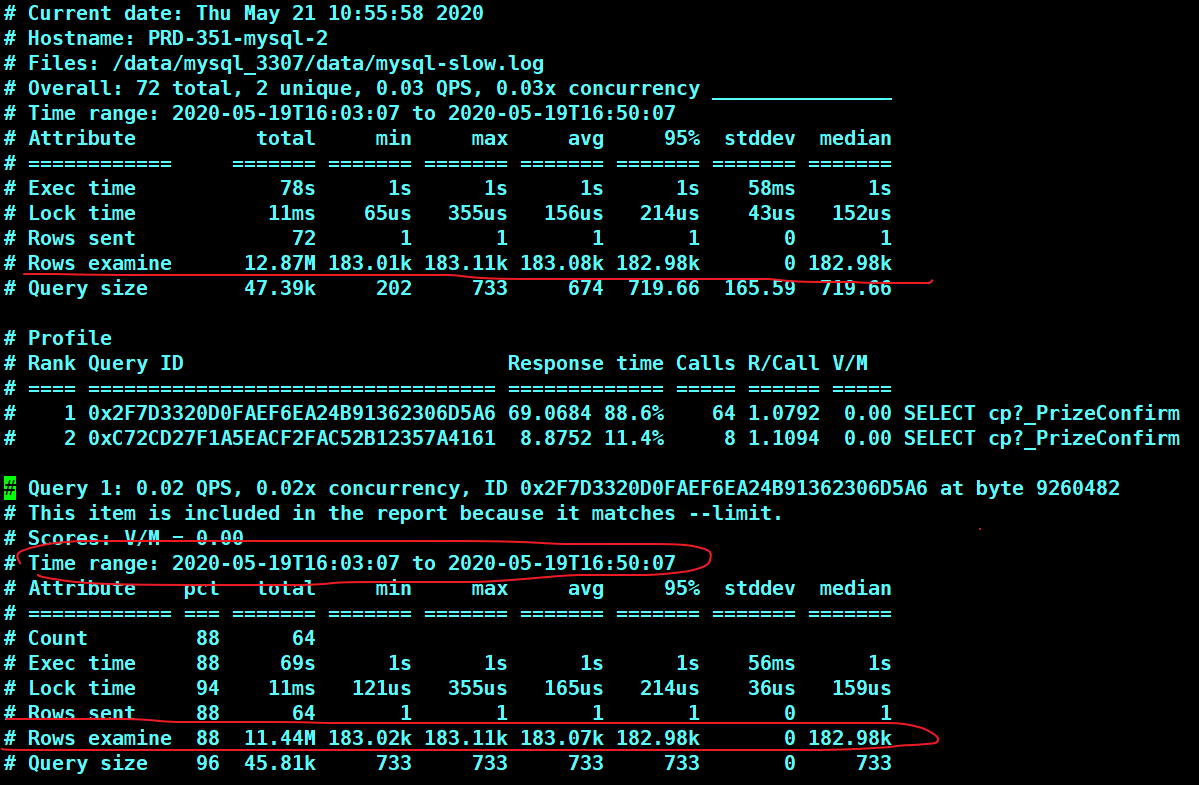 # Current date: Thu May 21 10:55:58 2020
# Hostname: PRD-351-mysql-2
# Files: /data/mysql_3307/data/mysql-slow.log
# Overall: 72 total, 2 unique, 0.03 QPS, 0.03x concurrency _______________
# Time range: 2020-05-19T16:03:07 to 2020-05-19T16:50:07
# Attribute          total     min     max     avg     95%  stddev  median
# ============     ======= ======= ======= ======= ======= ======= =======
# Exec time            78s      1s      1s      1s      1s    58ms      1s
# Lock time           11ms    65us   355us   156us   214us    43us   152us
# Rows sent             72       1       1       1       1       0       1
# Rows examine      12.87M 183.01k 183.11k 183.08k 182.98k       0 182.98k
# Query size        47.39k     202     733     674  719.66  165.59  719.66
# Profile
# Rank Query ID                           Response time Calls R/Call V/M
# ==== ================================== ============= ===== ====== =====
#    1 0x2F7D3320D0FAEF6EA24B91362306D5A6 69.0684 88.6%    64 1.0792  0.00 SELECT cp?_PrizeConfirm
#    2 0xC72CD27F1A5EACF2FAC52B12357A4161  8.8752 11.4%     8 1.1094  0.00 SELECT cp?_PrizeConfirm
# Query 1: 0.02 QPS, 0.02x concurrency, ID 0x2F7D3320D0FAEF6EA24B91362306D5A6 at byte 9260482
# This item is included in the report because it matches --limit.
# Scores: V/M = 0.00
# Time range: 2020-05-19T16:03:07 to 2020-05-19T16:50:07
# Attribute    pct   total     min     max     avg     95%  stddev  median
# ============ === ======= ======= ======= ======= ======= ======= =======
# Count         88      64
# Exec time     88     69s      1s      1s      1s      1s    56ms      1s
# Lock time     94    11ms   121us   355us   165us   214us    36us   159us
# Rows sent     88      64       1       1       1       1       0       1
# Rows examine  88  11.44M 183.02k 183.11k 183.07k 182.98k       0 182.98k
# Query size    96  45.81k     733     733     733     733       0     733